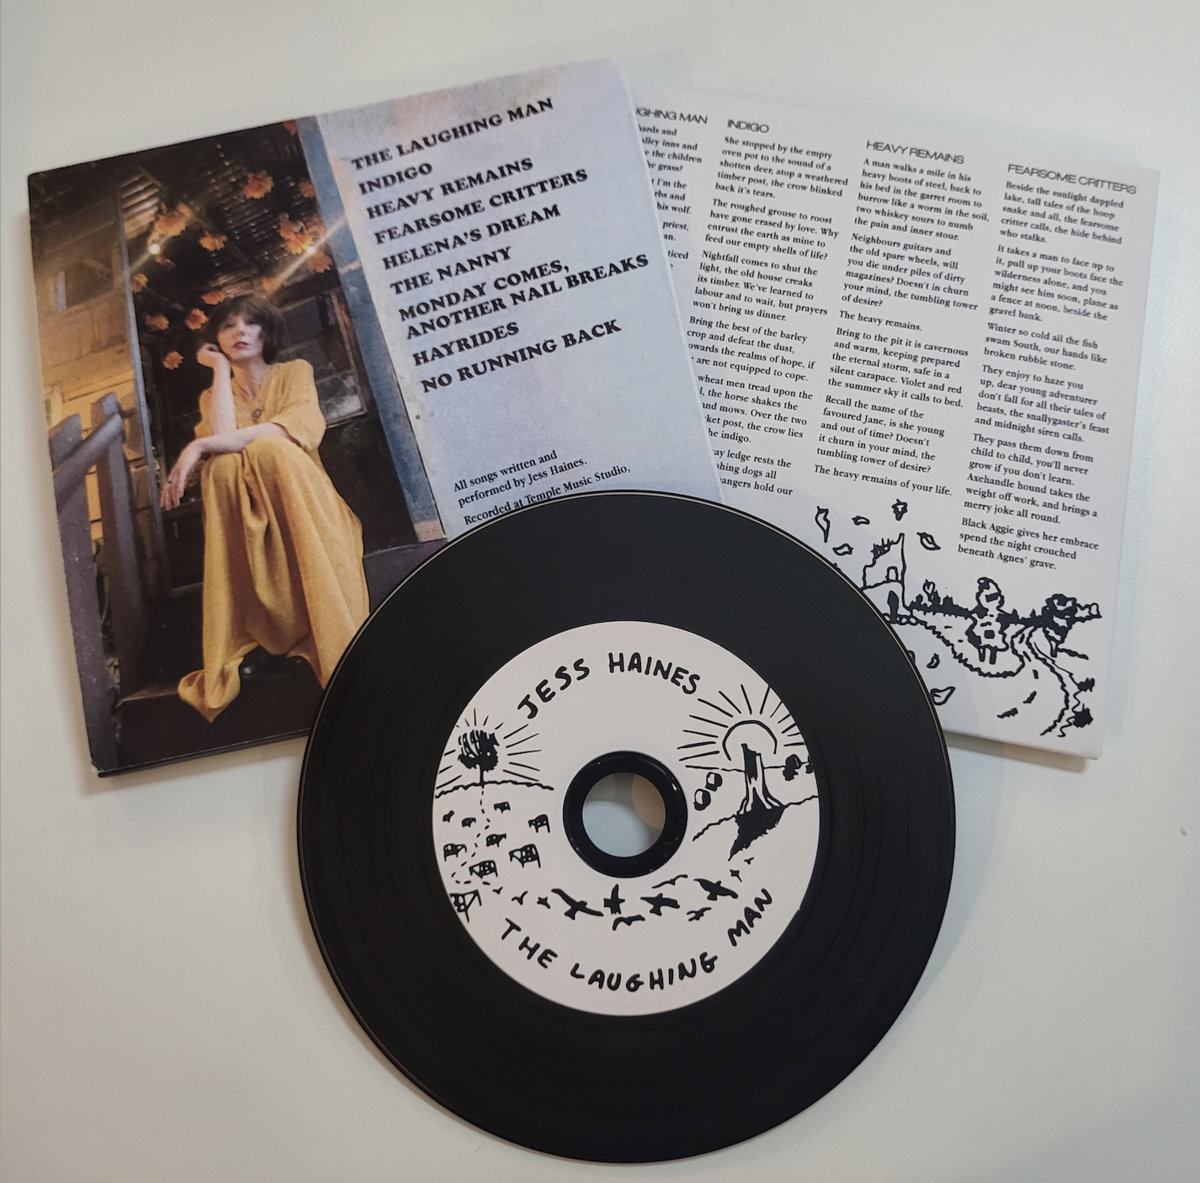 THE LAUGHING MAN
INDIGO
HEAVY REMAINS
FEARSOME CRITTERS
HELENA'S DREAM
THE NANNY
MONDAY COMES,
ANOTHER NAIL BREAKS
HAYRIDES
NO RUNNING BACK
All songs written and
performed by Jess Haines.
Recorded at Temple Music Studio,
GHING MAN
and
alley inns and
the children
grass?
I'm the
and
his wolf.
priest,
INDIGO
She stopped by the empty
oven pot to the sound of a
shotten deer, atop a weathered
timber post, the crow blinked
back it's tears.
The roughed grouse to roost
have gone erased by love. Why
entrust the earth as mine to
feed our empty shells of life?
Nightfall comes to shut the
light, the old house creaks
its timber. We've learned to
labour and to wait, but prayers
won't bring us dinner.
Bring the best of the barley
crop and defeat the dust,
owards the realms of hope, if
are not equipped to cope.
wheat men tread upon the
the horse shakes the
and mows. Over the two
ket post, the crow lies
he indigo.
ay ledge rests the
shing dogs all
angers hold our
HEAVY REMAINS
A man walks a mile in his
heavy boots of steel, back to
his bed in the garret room to
burrow like a worm in the soil,
two whiskey sours to numb
the pain and inner stour.
Neighbours guitars and
the old spare wheels, will
you die under piles of dirty
magazines? Doesn't in churn
your mind, the tumbling tower
of desire?
The heavy remains.
Bring to the pit it is cavernous
and warm, keeping prepared
the eternal storm, safe in a
silent carapace. Violet and red
the summer sky it calls to bed.
Recall the name of the
favoured Jane, is she young
and out of time? Doesn't
it churn in your mind, the
tumbling tower of desire?
The heavy remains of your life.
FEARSOME CRITTERS
Beside the sunlight dappled
lake, tall tales of the hoop
snake and all, the fearsome
critter calls, the hide behind
who stalks.
It takes a man to face up to
it, pull up your boots face the
wilderness alone, and you
might see him soon, plane as
a fence at noon, beside the
gravel bank.
Winter so cold all the fish
swam South, our hands like
broken rubble stone.
They enjoy to haze you
up, dear young adventurer
don't fall for all their tales of
beasts, the snallygaster's feast
and midnight siren calls.
They pass them down from
child to child, you'll never
grow if you don't learn.
Axehandle hound takes the
weight off work, and brings a
merry joke all round.
Black Aggie gives her embrace
spend the night crouched
beneath Agnes' grave.
JESS HAINES
THE LAUGHING MAN